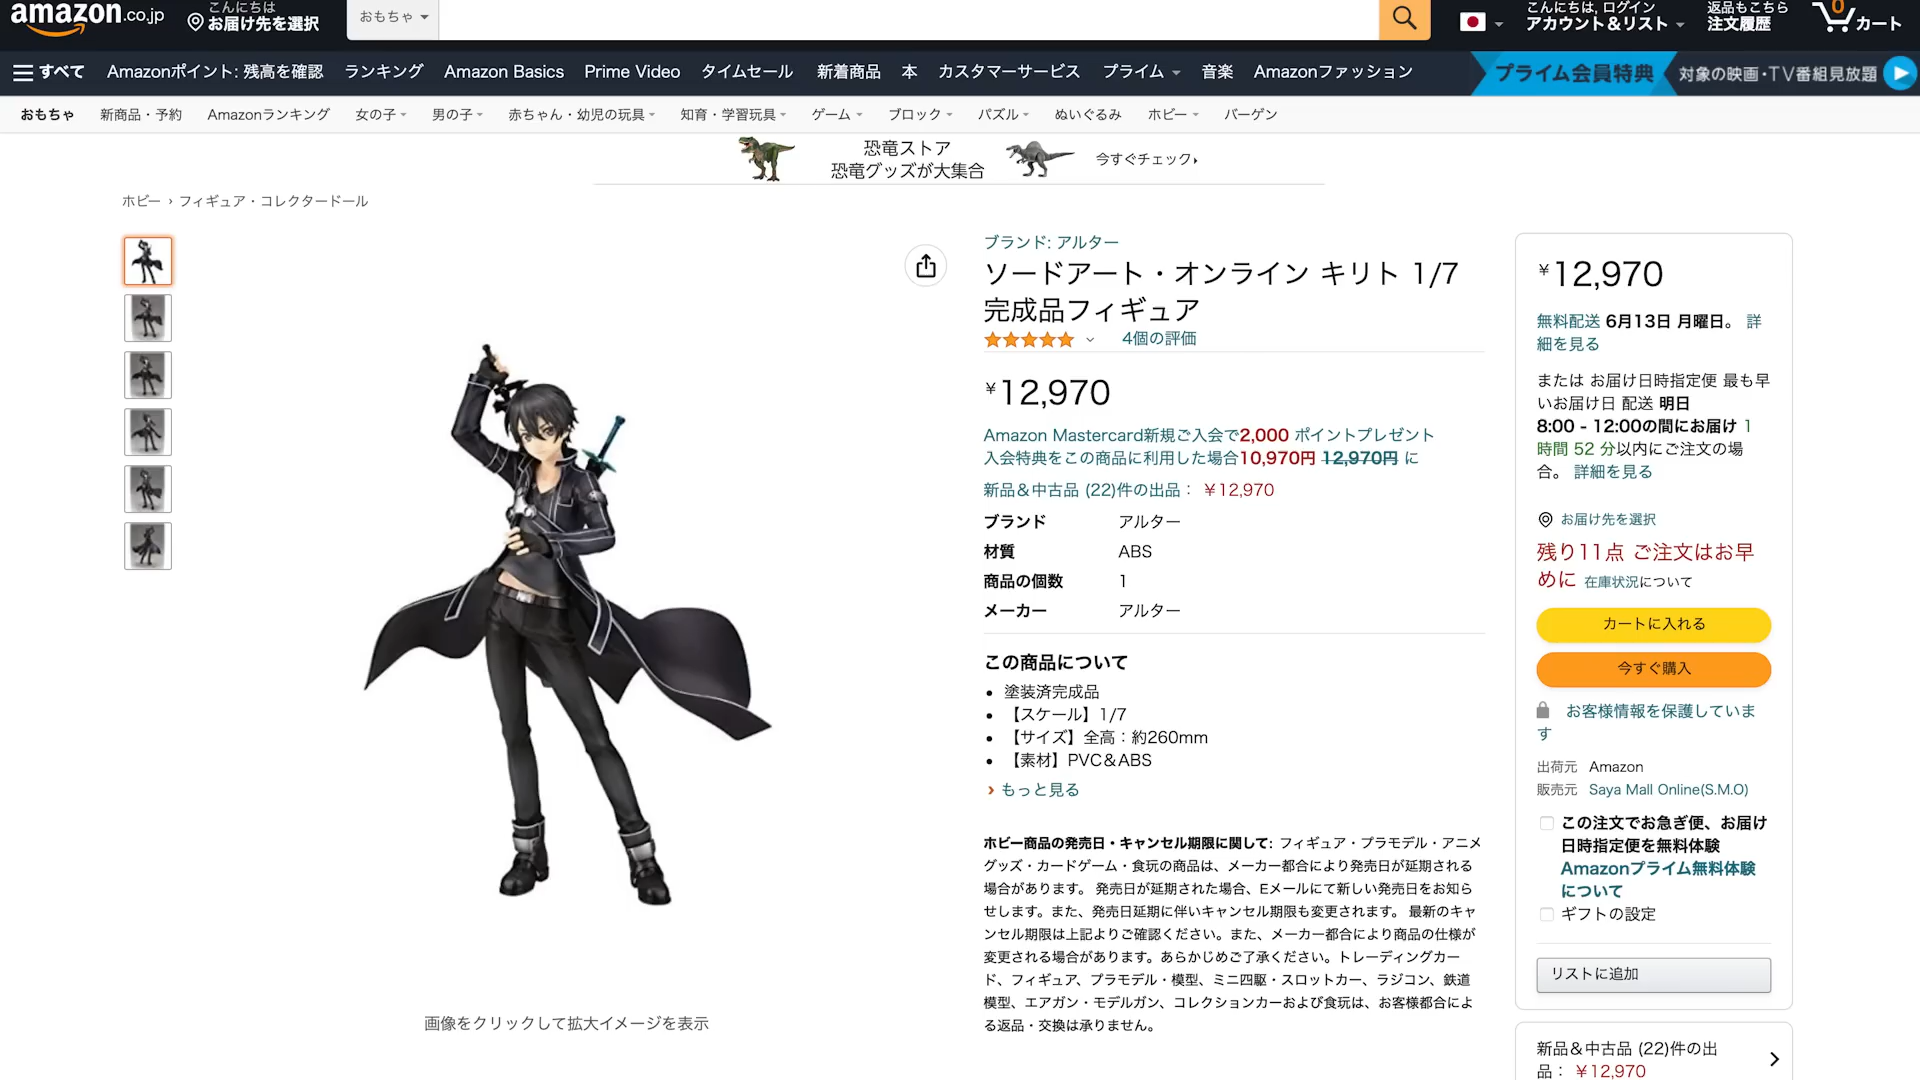 amazon.co.jp
こんにちは
お届け先を選択
おもちゃ
こんにちは, ログイン
アカウント&リスト
返品もこちら
注文履歴
0
カート
すべて
Amazonポイント: 残高を確認
ランキング
Amazon Basics
Prime Video
タイムセール
新着商品
本
カスタマーサービス
プライム
音楽
Amazonファッション
プライム会員特典
対象の映画・TV番組見放題
おもちゃ
新商品・予約
Amazonランキング
女の子
男の子
赤ちゃん・幼児の玩具
知育・学習玩具
ゲーム
ブロック
パズル
ぬいぐるみ
ホビー
バーゲン
恐竜ストア
恐竜グッズが大集合
今すぐチェック
ホビー › フィギュア・コレクタードール
画像をクリックして拡大イメージを表示
ブランド: アルター
ソードアート・オンライン キリト 1/7
完成品フィギュア
4個の評価
¥12,970
Amazon Mastercard新規ご入会で2,000 ポイントプレゼント
入会特典をこの商品に利用した場合10,970円 12,970円 に
新品&中古品 (22)件の出品： ¥12,970
ブランド アルター
材質 ABS
商品の個数 1
メーカー アルター
この商品について
• 塗装済完成品
• 【スケール】1/7
• 【サイズ】全高：約260mm
• 【素材】PVC&ABS
› もっと見る
ホビー商品の発売日・キャンセル期限に関して: フィギュア・プラモデル・アニメ
グッズ・カードゲーム・食玩の商品は、メーカー都合により発売日が延期される
場合があります。 発売日が延期された場合、Eメールにて新しい発売日をお知ら
せします。また、発売日延期に伴いキャンセル期限も変更されます。 最新のキャ
ンセル期限は上記よりご確認ください。また、メーカー都合により商品の仕様が
変更される場合があります。あらかじめご了承ください。トレーディングカー
ド、フィギュア、プラモデル・模型、ミニ四駆・スロットカー、ラジコン、鉄道
模型、エアガン・モデルガン、コレクションカーおよび食玩は、お客様都合によ
る返品・交換は承りません。
¥12,970
無料配送 6月13日 月曜日。 詳
細を見る
または お届け日時指定便 最も早
いお届け日 配送 明日
8:00 - 12:00の間にお届け 1
時間 52 分以内にご注文の場
合。 詳細を見る
お届け先を選択
残り11点 ご注文はお早
めに 在庫状況について
カートに入れる
今すぐ購入
お客様情報を保護していま
す
出荷元 Amazon
販売元 Saya Mall Online(S.M.O)
この注文でお急ぎ便、お届け
日時指定便を無料体験
Amazonプライム無料体験
について
ギフトの設定
リストに追加
新品&中古品 (22)件の出
品： ¥12,970